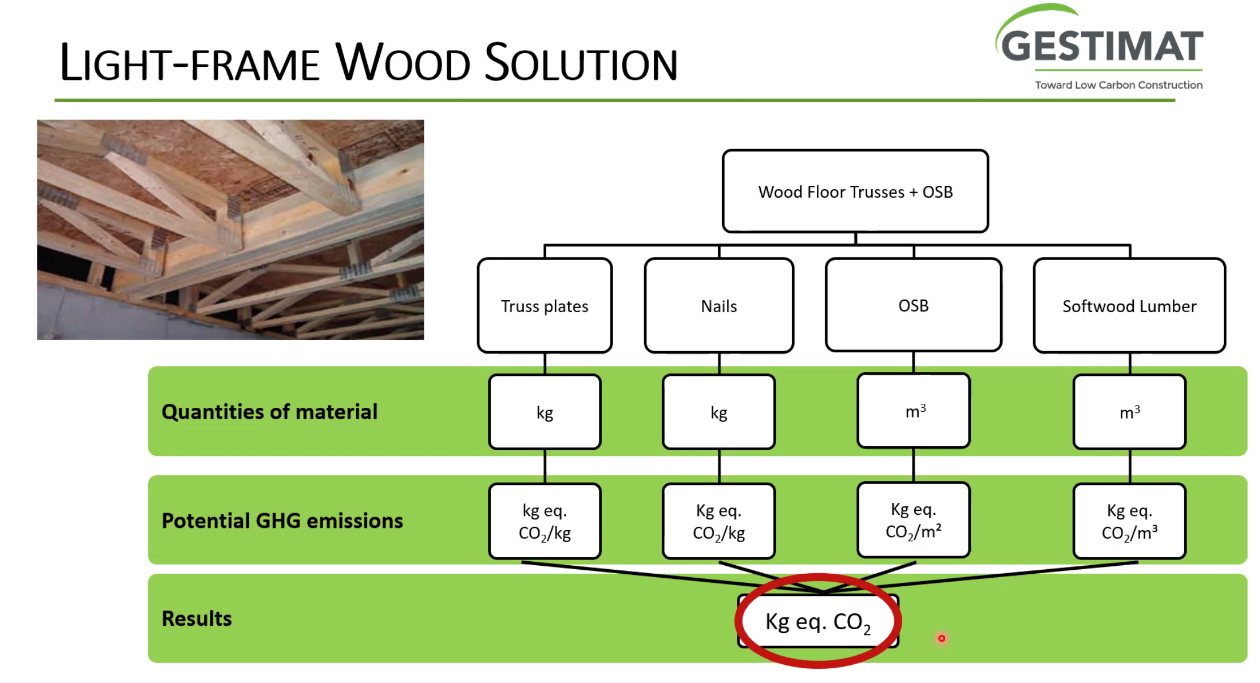 LIGHT-FRAME WOOD SOLUTION
GESTIMAT
Toward Low Carbon Construction
Wood Floor Trusses + OSB
Truss plates
Nails
OSB
Softwood Lumber
Quantities of material
kg
kg
m³
m³
Potential GHG emissions
kg eq.
CO₂/kg
Kg eq.
CO₂/kg
Kg eq.
CO₂/m²
Kg eq.
CO₂/m³
Results
Kg eq. CO₂